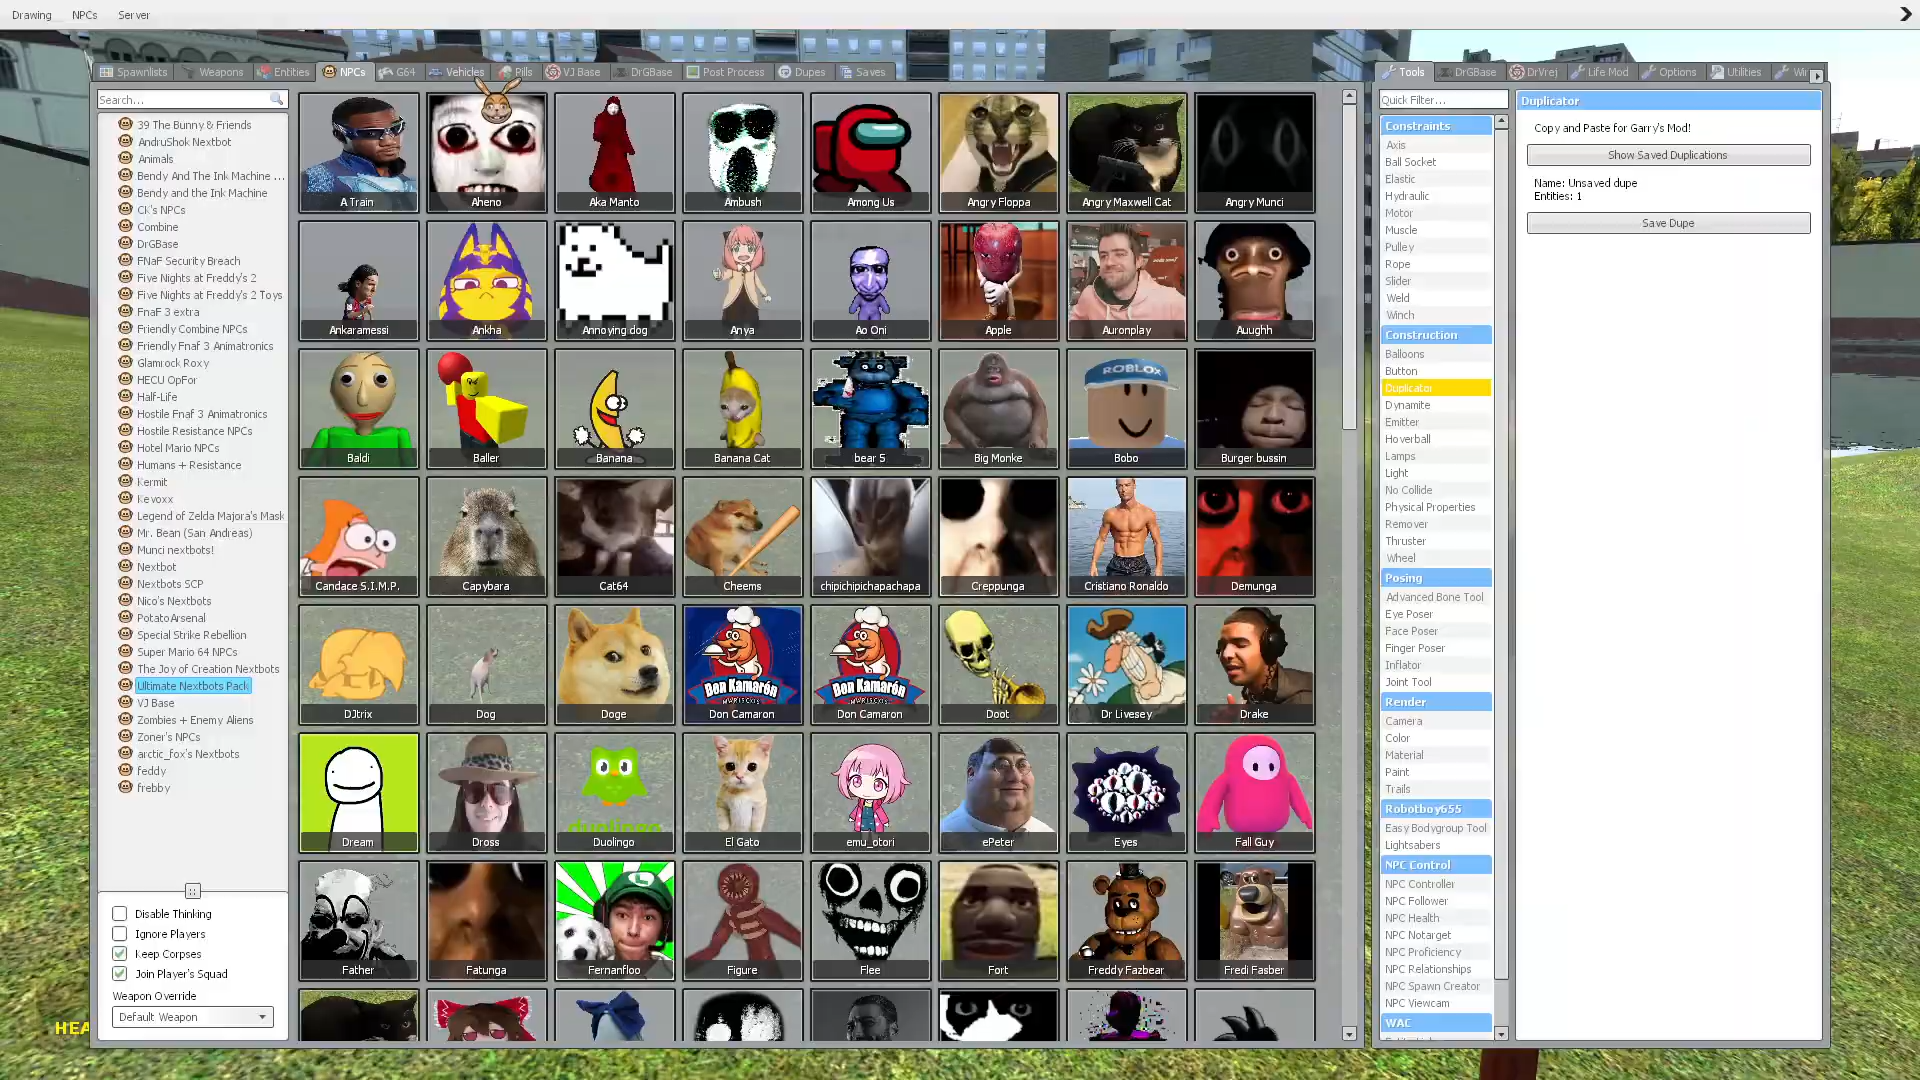 Drawing NPCs Server
Spawnlists Weapons Entities NPCs G64 Vehicles Pills VJ Base DrGBase Post Process Dupes Saves
Search...
39 The Bunny & Friends
AndruShok Nextbot
Animals
Bendy And The Ink Machine ...
Bendy and the Ink Machine
CK's NPCs
Combine
DrGBase
FNaF Security Breach
Five Nights at Freddy's 2
Five Nights at Freddy's 2 Toys
FnaF 3 extra
Friendly Combine NPCs
Friendly Fnaf 3 Animatronics
Glamrock Roxy
HECU OpFor
Half-Life
Hostile Fnaf 3 Animatronics
Hostile Resistance NPCs
Hotel Mario NPCs
Humans + Resistance
Kermit
Kevoxx
Legend of Zelda Majora's Mask
Mr. Bean (San Andreas)
Munci nextbots!
Nextbot
Nextbots SCP
Nico's Nextbots
PotatoArsenal
Special Strike Rebellion
Super Mario 64 NPCs
The Joy of Creation Nextbots
Ultimate Nextbots Pack
VJ Base
Zombies + Enemy Aliens
Zoner's NPCs
arctic_fox's Nextbots
feddy
frebby
Disable Thinking
Ignore Players
Keep Corpses
Join Player's Squad
Weapon Override
Default Weapon
HEA
A Train Aheno Aka Manto Ambush Among Us Angry Floppa Angry Maxwell Cat Angry Munci
Ankaramessi Ankha Annoying dog Anya Ao Oni Apple Auronplay Auughh
ROBLOX
Baldi Baller Banana Banana Cat bear 5 Big Monke Bobo Burger bussin
Candace S.I.M.P. Capybara Cat64 Cheems chipichipichapachapa Creppunga Cristiano Ronaldo Demunga
Don Kamarón Don Kamarón
MARISCOS MARISCOS
DJtrix Dog Doge Don Camaron Don Camaron Doot Dr Livesey Drake
duolingo
Dream Dross Duolingo El Gato emu_otori ePeter Eyes Fall Guy
Father Fatunga Fernanfloo Figure Flee Fort Freddy Fazbear Fredi Fasber
Tools DrGBase DrVrej Life Mod Options Utilities Wir
Quick Filter...
Constraints
Axis
Ball Socket
Elastic
Hydraulic
Motor
Muscle
Pulley
Rope
Slider
Weld
Winch
Construction
Balloons
Button
Duplicator
Dynamite
Emitter
Hoverball
Lamps
Light
No Collide
Physical Properties
Remover
Thruster
Wheel
Posing
Advanced Bone Tool
Eye Poser
Face Poser
Finger Poser
Inflator
Joint Tool
Render
Camera
Color
Material
Paint
Trails
Robotboy655
Easy Bodygroup Tool
Lightsabers
NPC Control
NPC Controller
NPC Follower
NPC Health
NPC Notarget
NPC Proficiency
NPC Relationships
NPC Spawn Creator
NPC Viewcam
WAC
Duplicator
Copy and Paste for Garry's Mod!
Show Saved Duplications
Name: Unsaved dupe
Entities: 1
Save Dupe